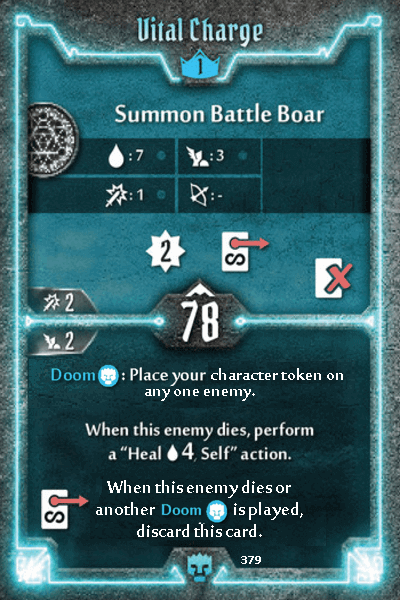 Vital Charge
1
Summon Battle Boar
:7 :3
:1 :-
2 S
2
78
2
Doom : Place your character token on
any one enemy.
When this enemy dies, perform
a “Heal 4, Self” action.
When this enemy dies or
S another Doom is played,
discard this card.
379